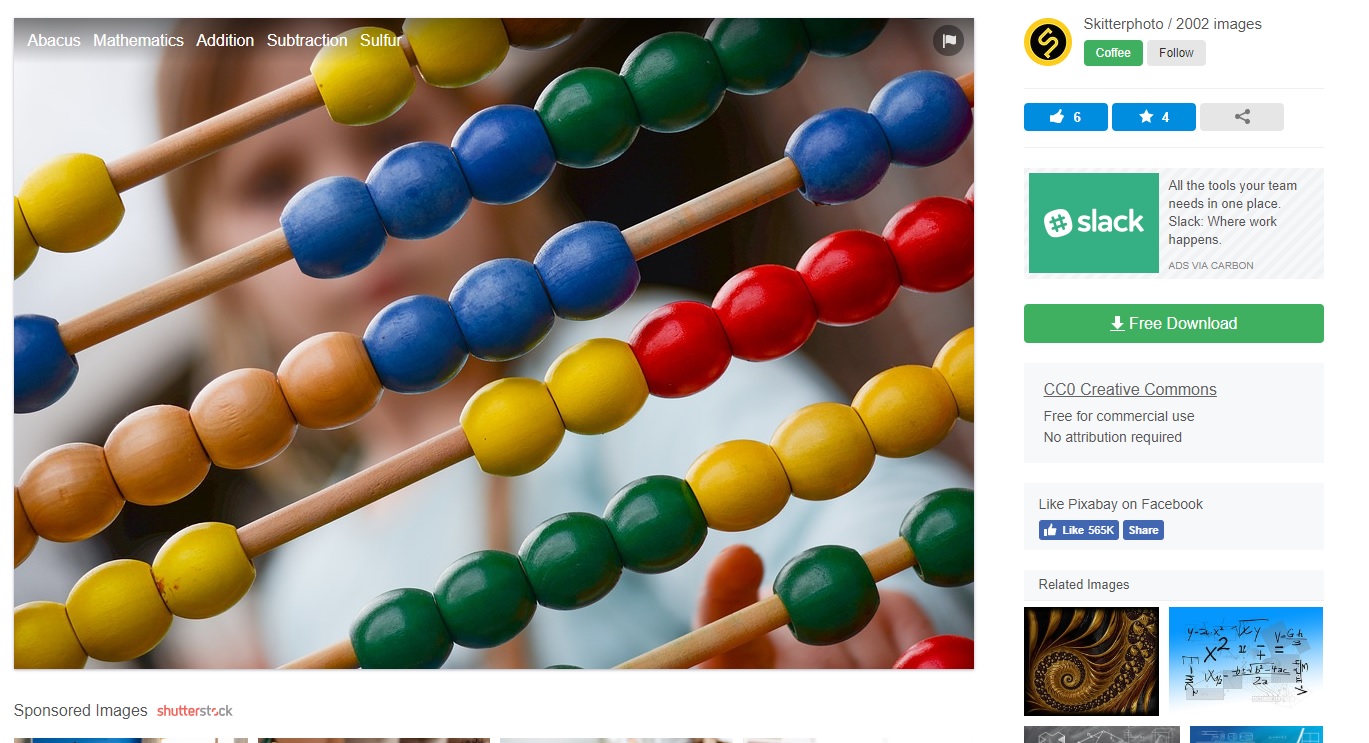 Abacus Mathematics Addition Subtraction Sulfur
Skitterphoto / 2002 images
Coffee Follow
6 4
slack
All the tools your team
needs in one place.
Slack: Where work
happens.
ADS VIA CARBON
Free Download
CC0 Creative Commons
Free for commercial use
No attribution required
Like Pixabay on Facebook
Like 565K Share
Related Images
Sponsored Images shutterstock